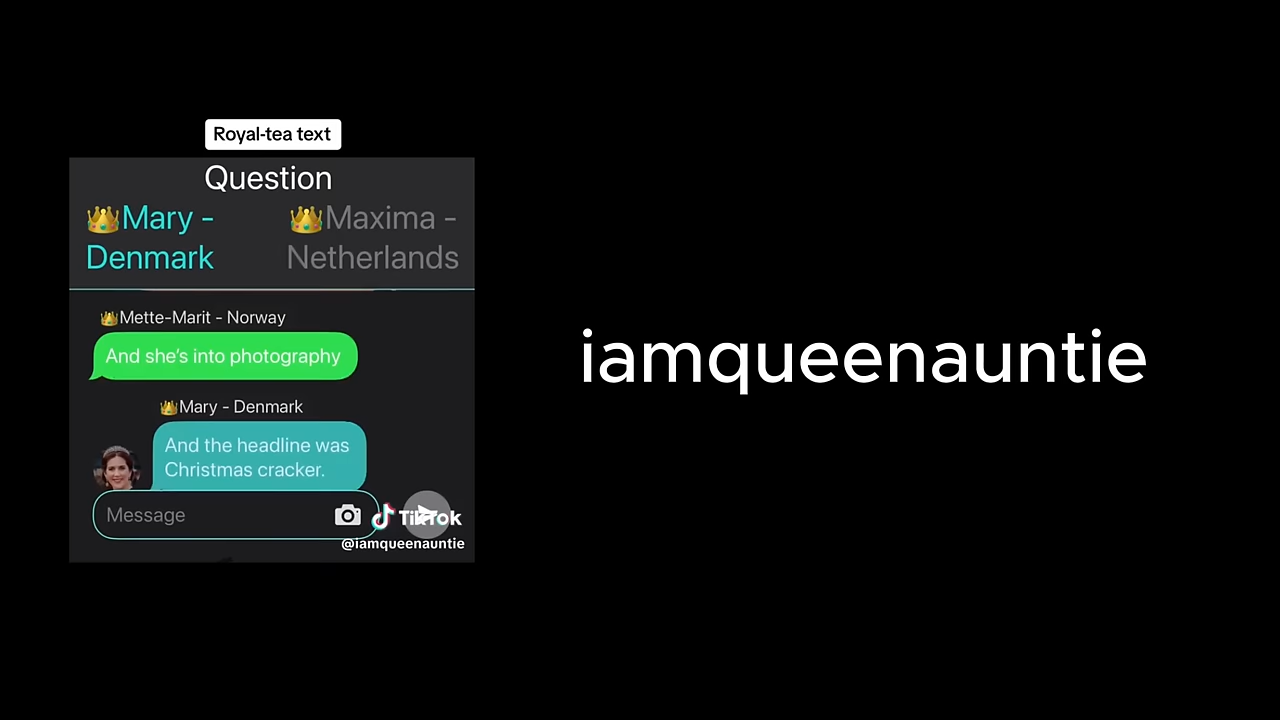 Royal-tea text
Question
👑Mary -
Denmark
👑Maxima -
Netherlands
👑Mette-Marit - Norway
And she's into photography
👑Mary - Denmark
And the headline was
Christmas cracker.
Message
TikTok
@iamqueenauntie
iamqueenauntie